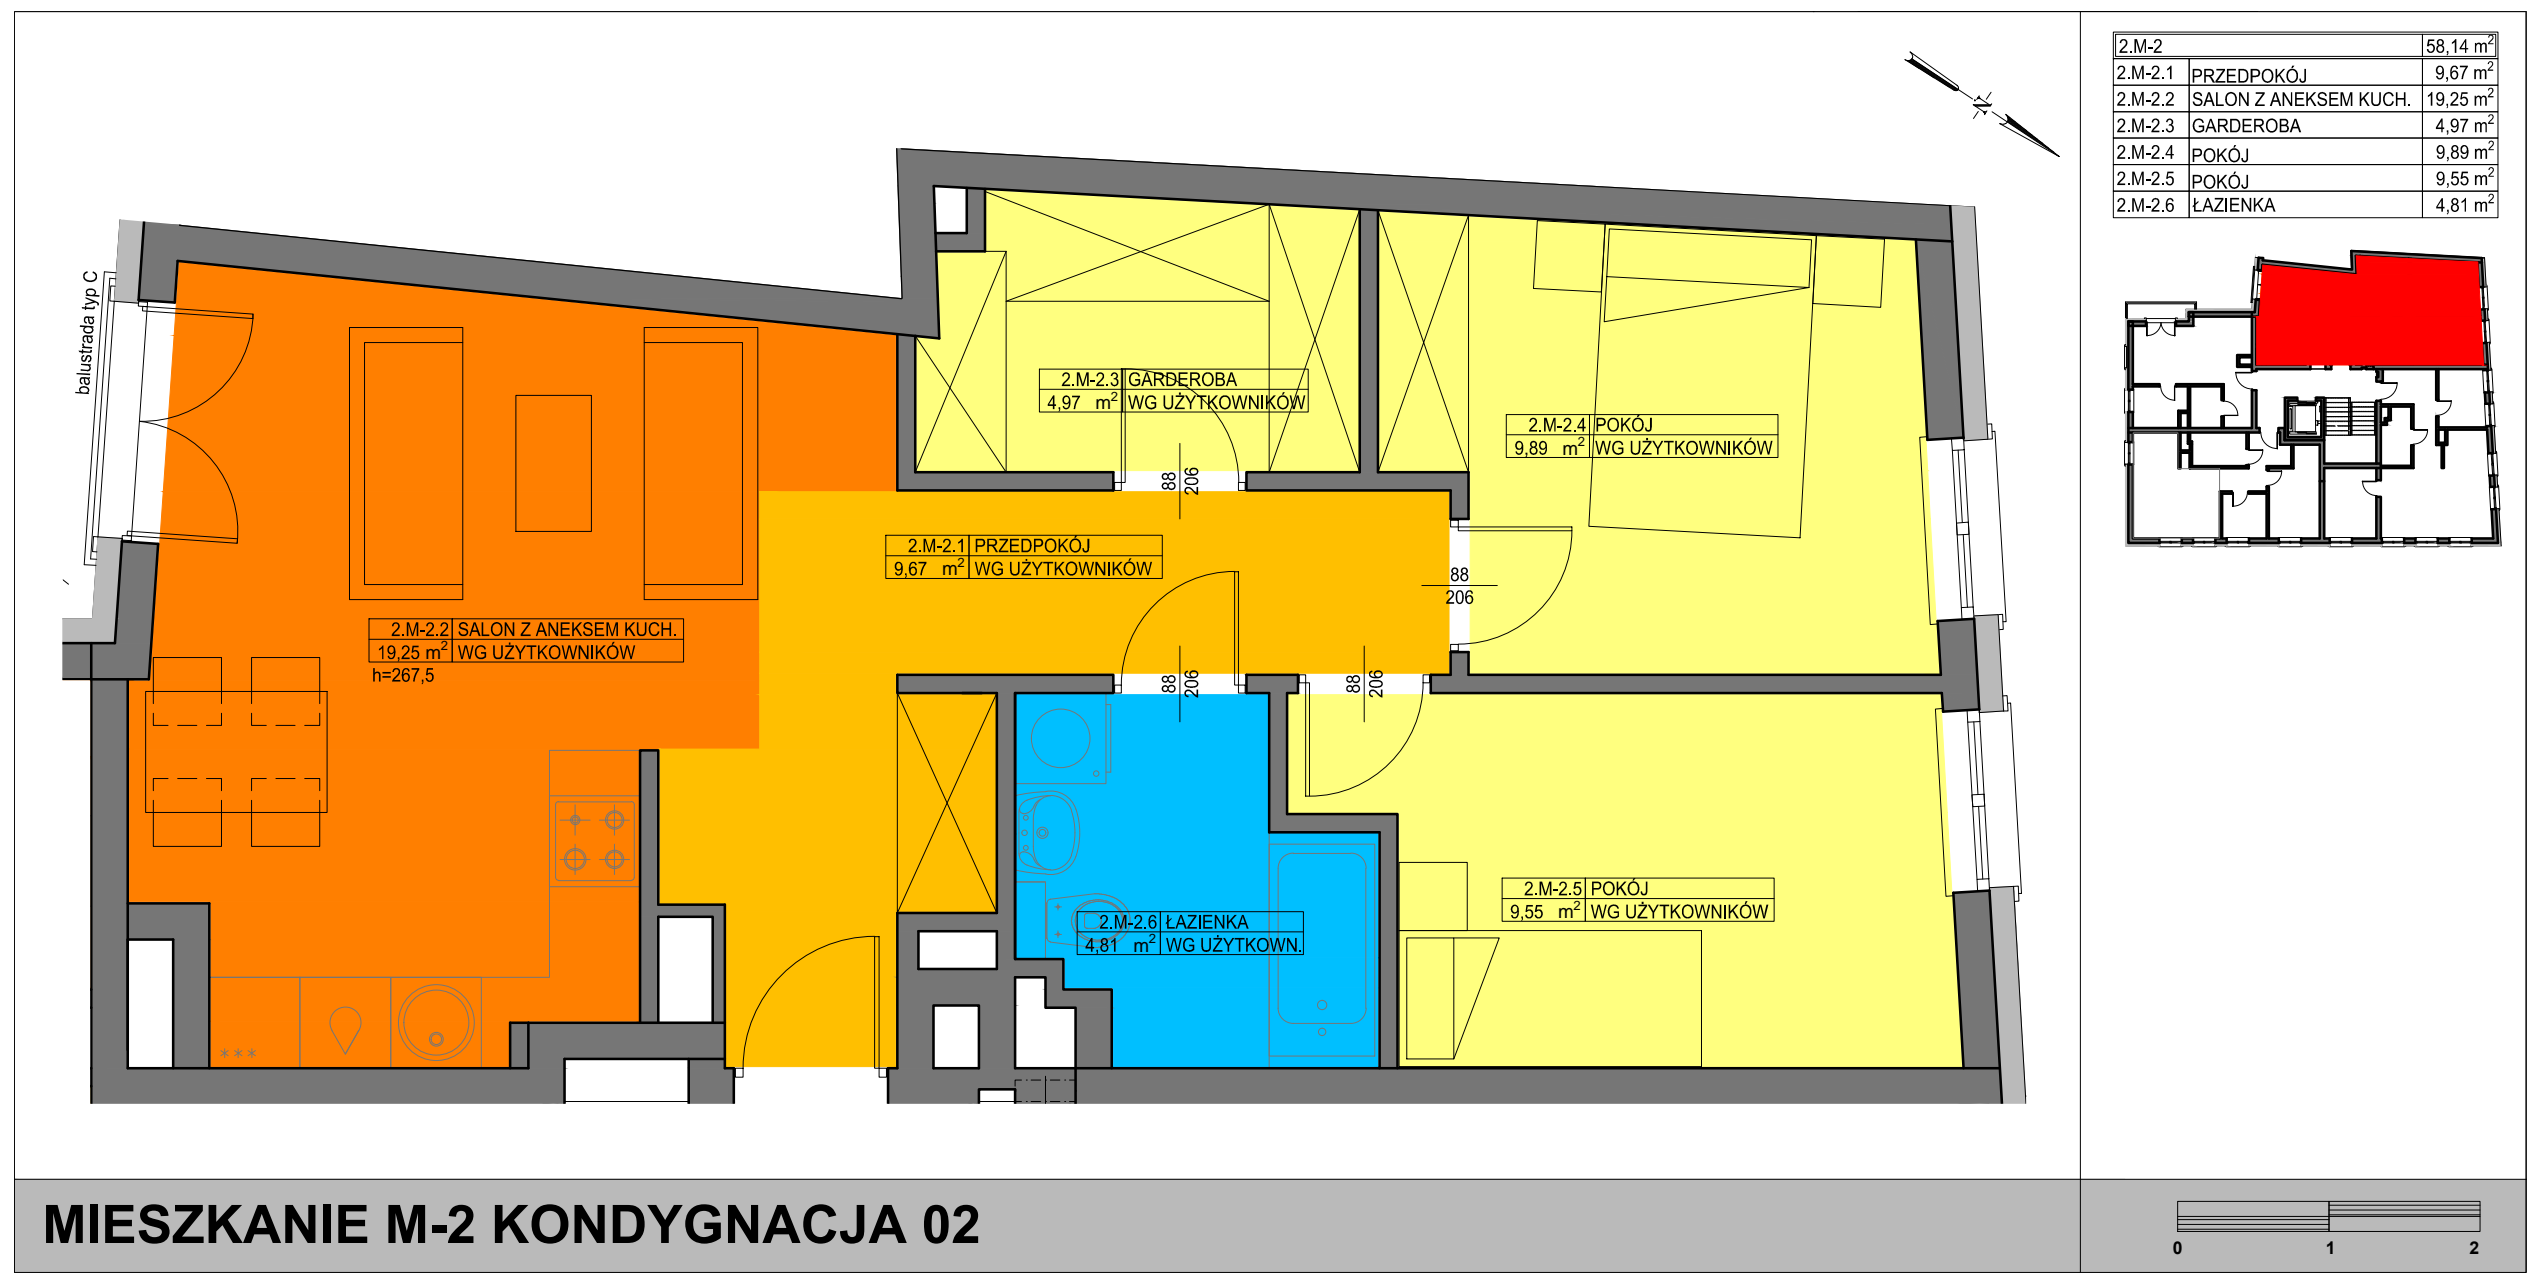 2.M-2 58,14 m²
2.M-2.1 PRZEDPOKÓJ 9,67 m²
2.M-2.2 SALON Z ANEKSEM KUCH. 19,25 m²
2.M-2.3 GARDEROBA 4,97 m²
2.M-2.4 POKÓJ 9,89 m²
2.M-2.5 POKÓJ 9,55 m²
2.M-2.6 ŁAZIENKA 4,81 m²
N
balustrada typ C
2.M-2.3 GARDEROBA
4,97 m² WG UŻYTKOWNIKÓW
2.M-2.4 POKÓJ
9,89 m² WG UŻYTKOWNIKÓW
88
206
2.M-2.1 PRZEDPOKÓJ
9,67 m² WG UŻYTKOWNIKÓW
88
206
2.M-2.2 SALON Z ANEKSEM KUCH.
19,25 m² WG UŻYTKOWNIKÓW
h=267,5
88
206
88
206
2.M-2.5 POKÓJ
9,55 m² WG UŻYTKOWNIKÓW
2.M-2.6 ŁAZIENKA
4,81 m² WG UŻYTKOWN.
***
MIESZKANIE M-2 KONDYGNACJA 02
0 1 2